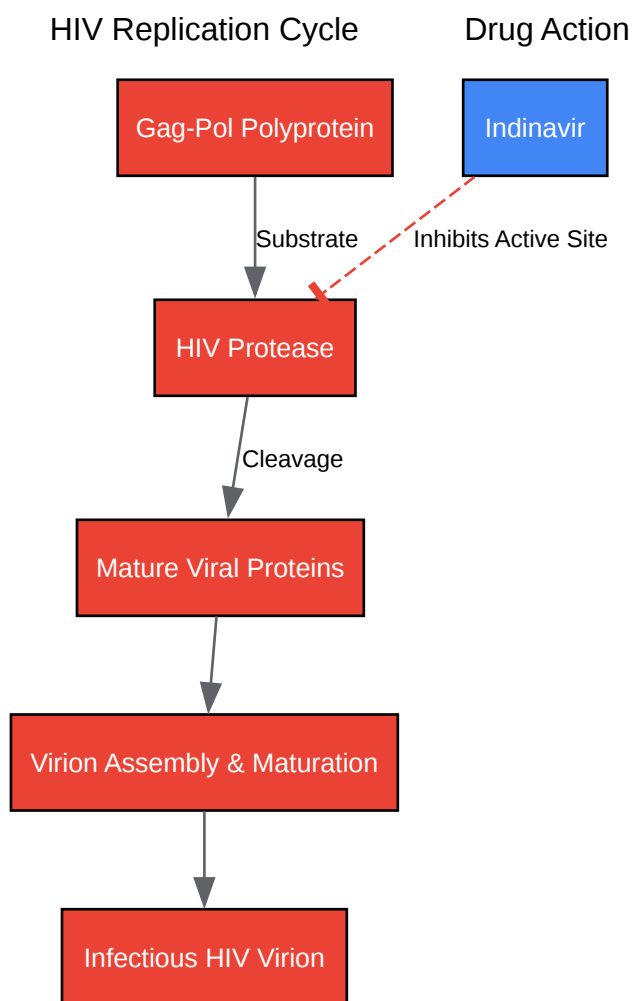 HIV Replication Cycle
Drug Action
Gag-Pol Polyprotein
Indinavir
Substrate
Inhibits Active Site
HIV Protease
Cleavage
Mature Viral Proteins
Virion Assembly & Maturation
Infectious HIV Virion